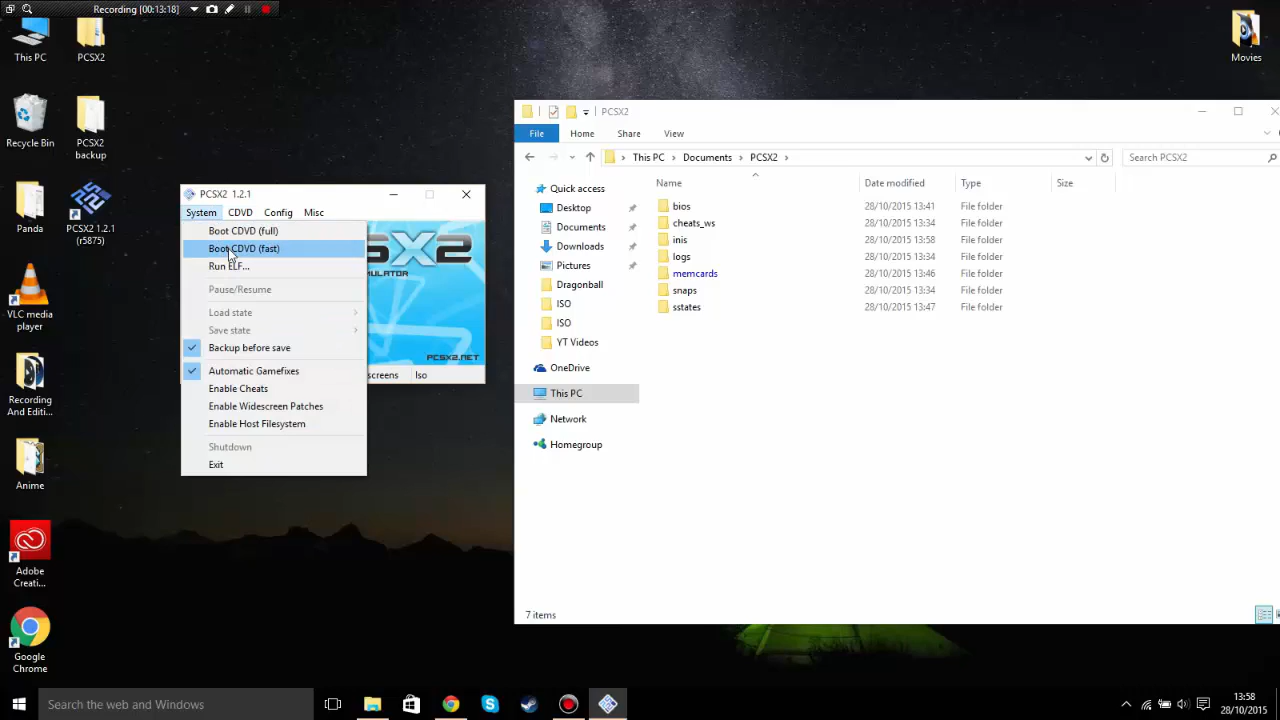 Recording [00:13:18]
This PC
PCSX2
Recycle Bin
PCSX2
backup
Panda
PCSX2 1.2.1
(r5875)
VLC media
player
Recording
And Editi...
Anime
Adobe
Creati...
Google
Chrome
Movies
PCSX2 1.2.1
System CDVD Config Misc
Boot CDVD (full)
Boot CDVD (fast)
Run ELF...
Pause/Resume
Load state
Save state
Backup before save
Automatic Gamefixes
Enable Cheats
Enable Widescreen Patches
Enable Host Filesystem
Shutdown
Exit
PCSX2.NET
Iso
PCSX2
File Home Share View
This PC Documents PCSX2
Search PCSX2
Name Date modified Type Size
Quick access
Desktop
Documents
Downloads
Pictures
Dragonball
ISO
ISO
YT Videos
OneDrive
This PC
Network
Homegroup
bios 28/10/2015 13:41 File folder
cheats_ws 28/10/2015 13:34 File folder
inis 28/10/2015 13:58 File folder
logs 28/10/2015 13:34 File folder
memcards 28/10/2015 13:46 File folder
snaps 28/10/2015 13:34 File folder
sstates 28/10/2015 13:47 File folder
7 items
Search the web and Windows
13:58
28/10/2015